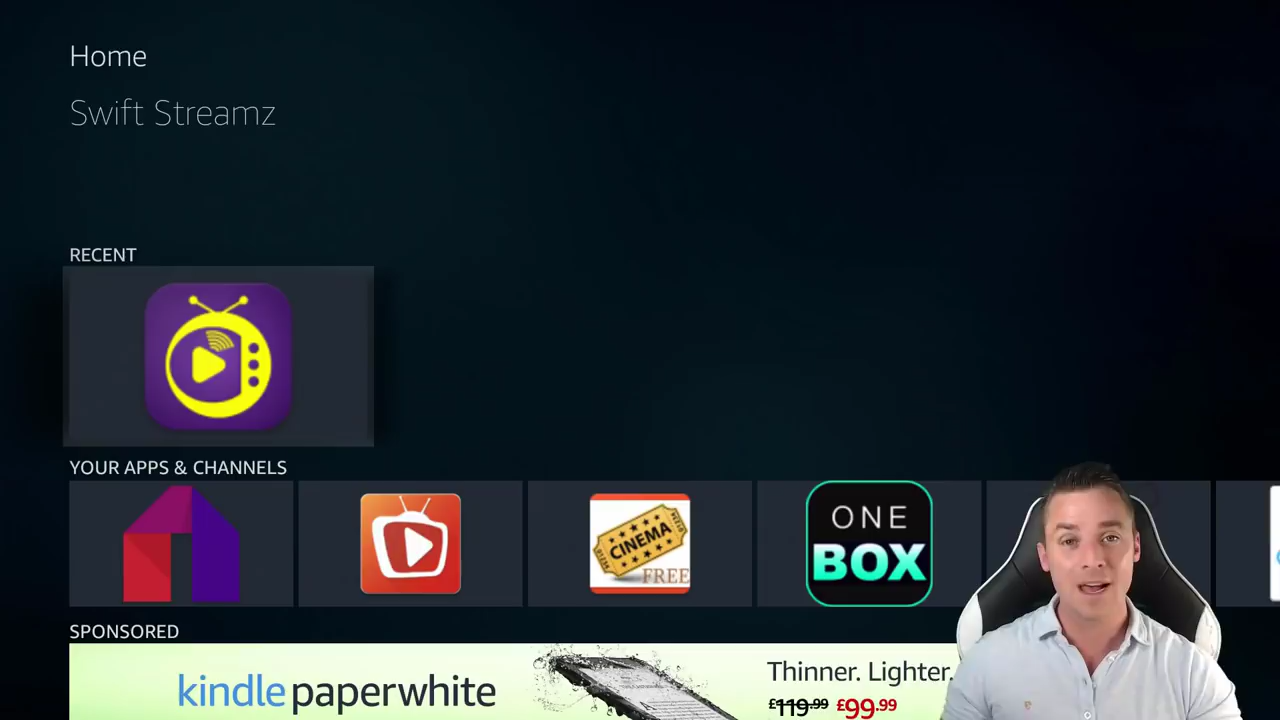 Home
Swift Streamz
RECENT
YOUR APPS & CHANNELS
CINEMA
FREE
ONE
BOX
SPONSORED
kindle paperwhite
Thinner. Lighter.
£119.99 £99.99